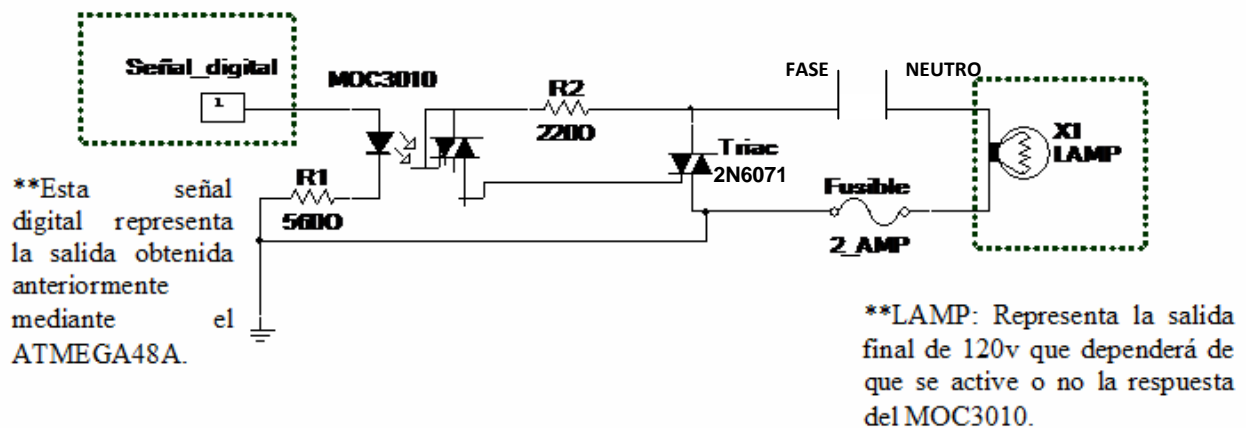 Señal_digital
1
MOC3010
R2
2200
FASE
NEUTRO
X1
LAMP
Triac
2N6071
Fusible
2_AMP
R1
5600
**Esta señal
digital representa
la salida obtenida
anteriormente
mediante el
ATMEGA48A.
**LAMP: Representa la salida
final de 120v que dependerá de
que se active o no la respuesta
del MOC3010.